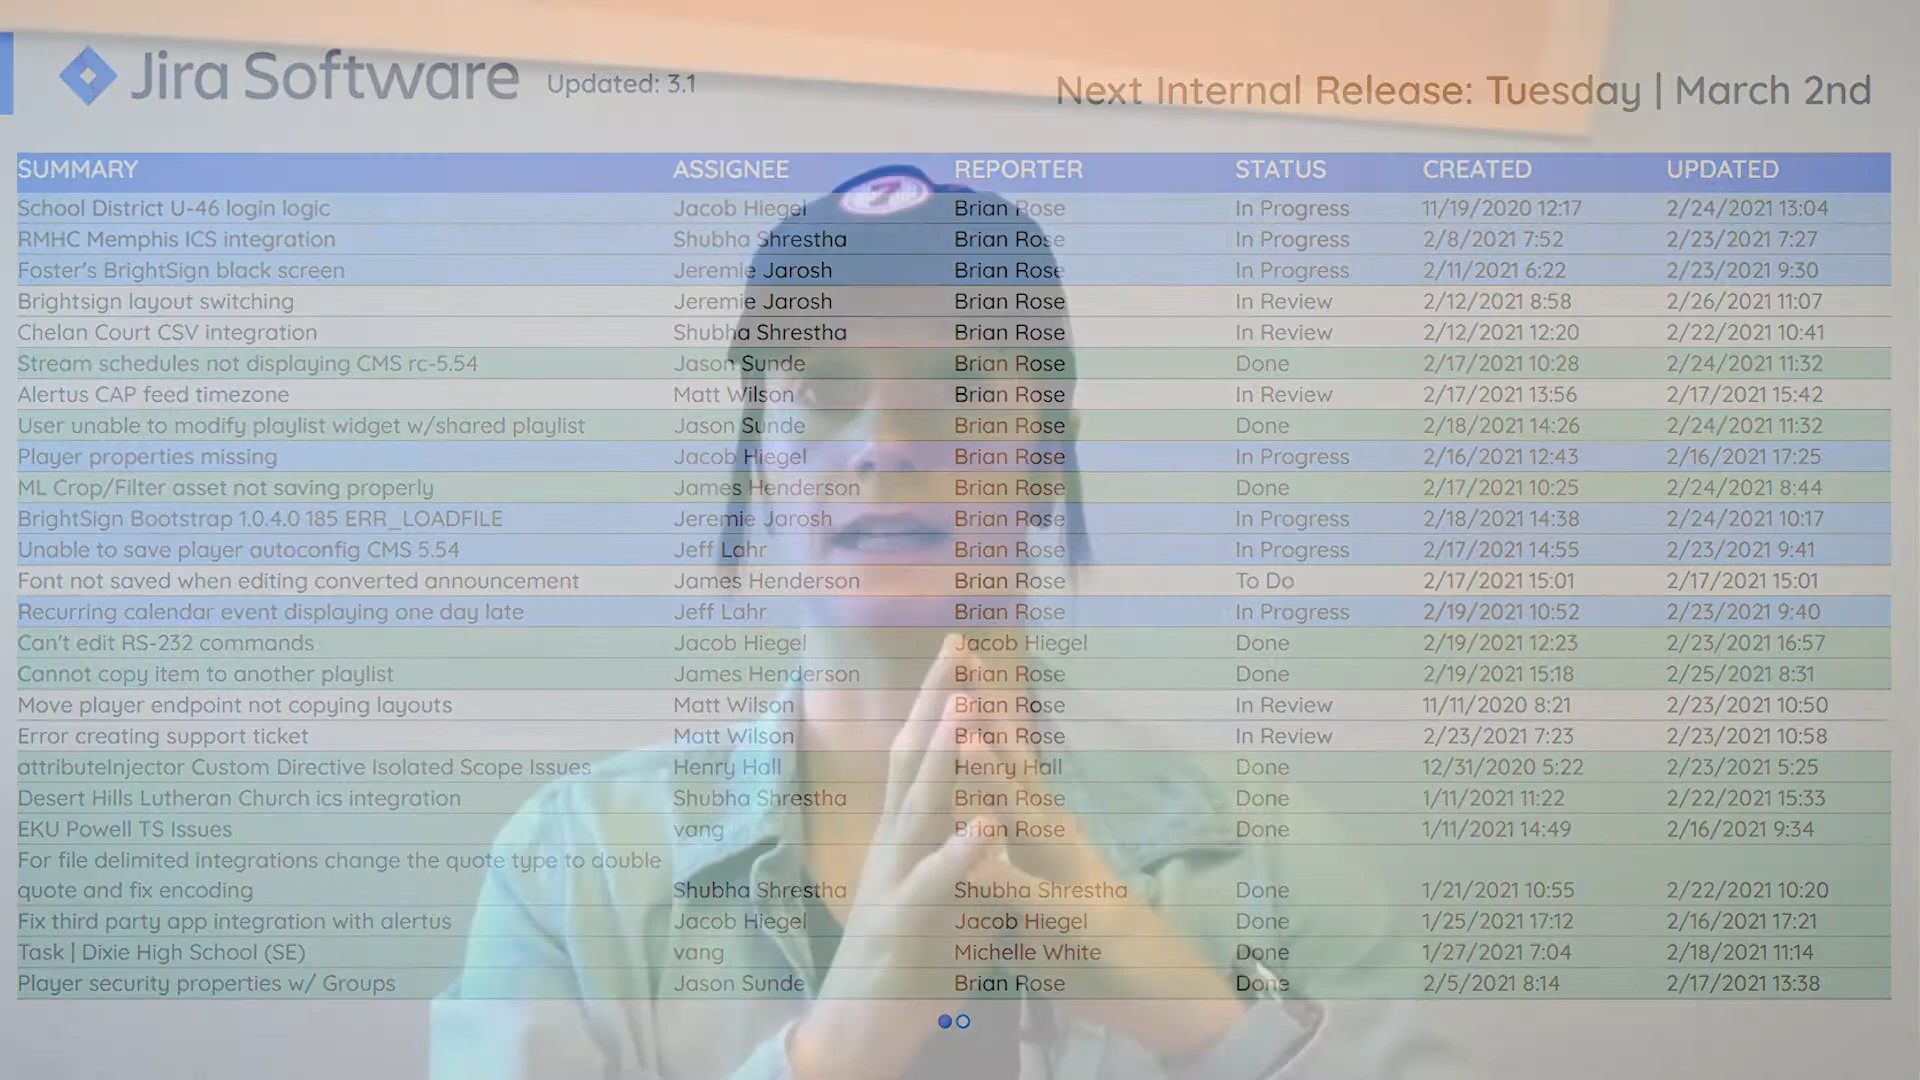 Jira Software Updated: 3.1 Next Internal Release: Tuesday | March 2nd
SUMMARY ASSIGNEE REPORTER STATUS CREATED UPDATED
School District U-46 login logic Jacob Hiegel Brian Rose In Progress 11/19/2020 12:17 2/24/2021 13:04
RMHC Memphis ICS integration Shubha Shrestha Brian Rose In Progress 2/8/2021 7:52 2/23/2021 7:27
Foster's BrightSign black screen Jeremie Jarosh Brian Rose In Progress 2/11/2021 6:22 2/23/2021 9:30
Brightsign layout switching Jeremie Jarosh Brian Rose In Review 2/12/2021 8:58 2/26/2021 11:07
Chelan Court CSV integration Shubha Shrestha Brian Rose In Review 2/12/2021 12:20 2/22/2021 10:41
Stream schedules not displaying CMS rc-5.54 Jason Sunde Brian Rose Done 2/17/2021 10:28 2/24/2021 11:32
Alertus CAP feed timezone Matt Wilson Brian Rose In Review 2/17/2021 13:56 2/17/2021 15:42
User unable to modify playlist widget w/shared playlist Jason Sunde Brian Rose Done 2/18/2021 14:26 2/24/2021 11:32
Player properties missing Jacob Hiegel Brian Rose In Progress 2/16/2021 12:43 2/16/2021 17:25
ML Crop/Filter asset not saving properly James Henderson Brian Rose Done 2/17/2021 10:25 2/24/2021 8:44
BrightSign Bootstrap 1.0.4.0 185 ERR_LOADFILE Jeremie Jarosh Brian Rose In Progress 2/18/2021 14:38 2/24/2021 10:17
Unable to save player autoconfig CMS 5.54 Jeff Lahr Brian Rose In Progress 2/17/2021 14:55 2/23/2021 9:41
Font not saved when editing converted announcement James Henderson Brian Rose To Do 2/17/2021 15:01 2/17/2021 15:01
Recurring calendar event displaying one day late Jeff Lahr Brian Rose In Progress 2/19/2021 10:52 2/23/2021 9:40
Can't edit RS-232 commands Jacob Hiegel Jacob Hiegel Done 2/19/2021 12:23 2/23/2021 16:57
Cannot copy item to another playlist James Henderson Brian Rose Done 2/19/2021 15:18 2/25/2021 8:31
Move player endpoint not copying layouts Matt Wilson Brian Rose In Review 11/11/2020 8:21 2/23/2021 10:50
Error creating support ticket Matt Wilson Brian Rose In Review 2/23/2021 7:23 2/23/2021 10:58
attributeInjector Custom Directive Isolated Scope Issues Henry Hall Henry Hall Done 12/31/2020 5:22 2/23/2021 5:25
Desert Hills Lutheran Church ics integration Shubha Shrestha Brian Rose Done 1/11/2021 11:22 2/22/2021 15:33
EKU Powell TS Issues vang Brian Rose Done 1/11/2021 14:49 2/16/2021 9:34
For file delimited integrations change the quote type to double
quote and fix encoding Shubha Shrestha Shubha Shrestha Done 1/21/2021 10:55 2/22/2021 10:20
Fix third party app integration with alertus Jacob Hiegel Jacob Hiegel Done 1/25/2021 17:12 2/16/2021 17:21
Task | Dixie High School (SE) vang Michelle White Done 1/27/2021 7:04 2/18/2021 11:14
Player security properties w/ Groups Jason Sunde Brian Rose Done 2/5/2021 8:14 2/17/2021 13:38